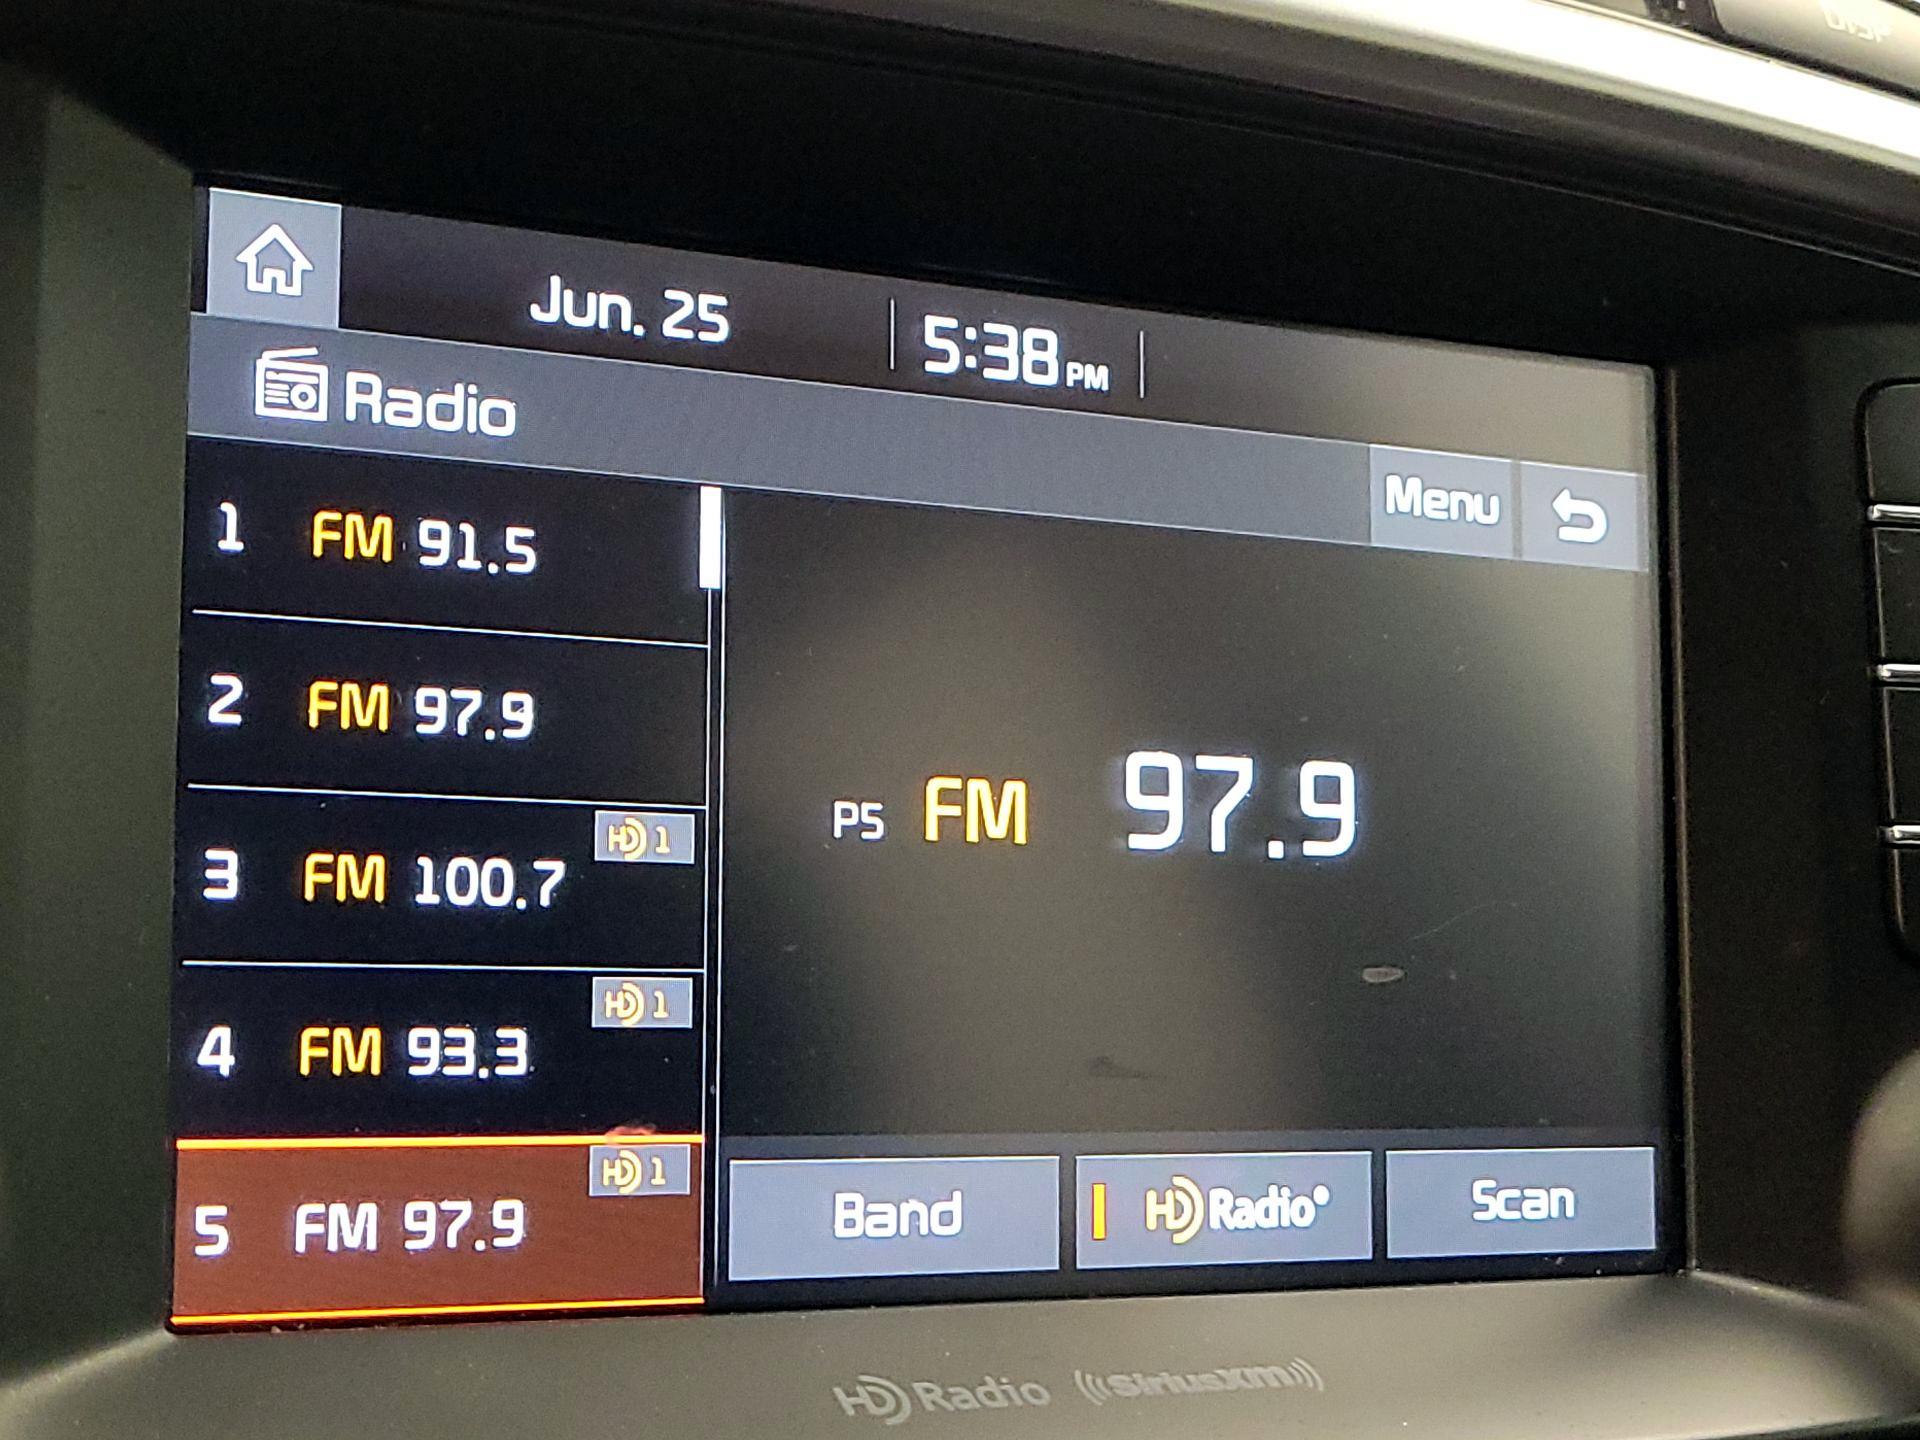 DISP
Jun. 25
5:38 PM
Radio
Menu
1 FM 91.5
2 FM 97.9
HD 1
3 FM 100.7
HD 1
4 FM 93.3
HD 1
5 FM 97.9
P5 FM 97.9
Band
HD Radio
Scan
HD Radio
SiriusXM